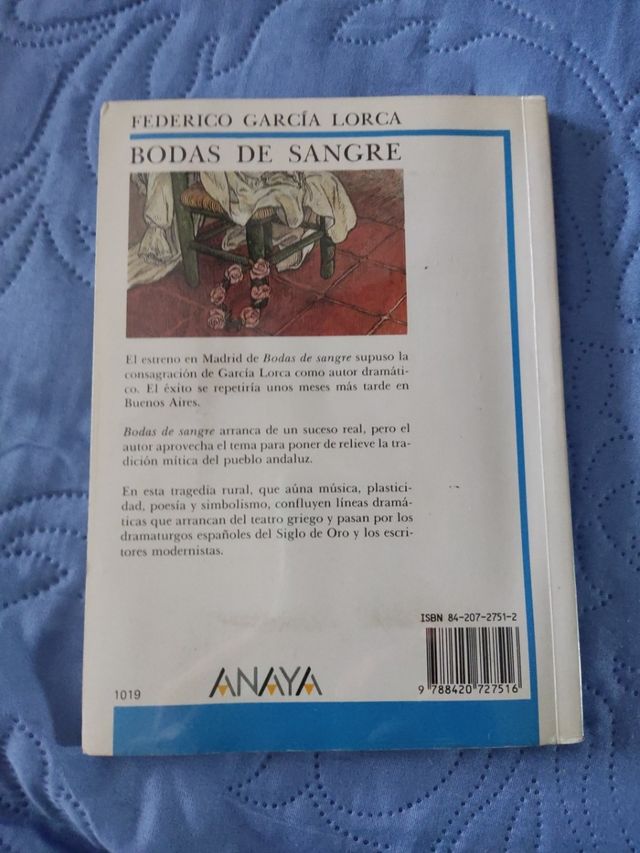 FEDERICO GARCÍA LORCA
BODAS DE SANGRE
El estreno en Madrid de Bodas de sangre supuso la
consagración de García Lorca como autor dramáti-
co. El éxito se repetiría unos meses más tarde en
Buenos Aires.
Bodas de sangre arranca de un suceso real, pero el
autor aprovecha el tema para poner de relieve la tra-
dición mítica del pueblo andaluz.
En esta tragedia rural, que aúna música, plastici-
dad, poesía y simbolismo, confluyen líneas dramá-
ticas que arrancan del teatro griego y pasan por los
dramaturgos españoles del Siglo de Oro y los escri-
tores modernistas.
ISBN 84-207-2751-2
9 788420 727516
1019
ANAYA